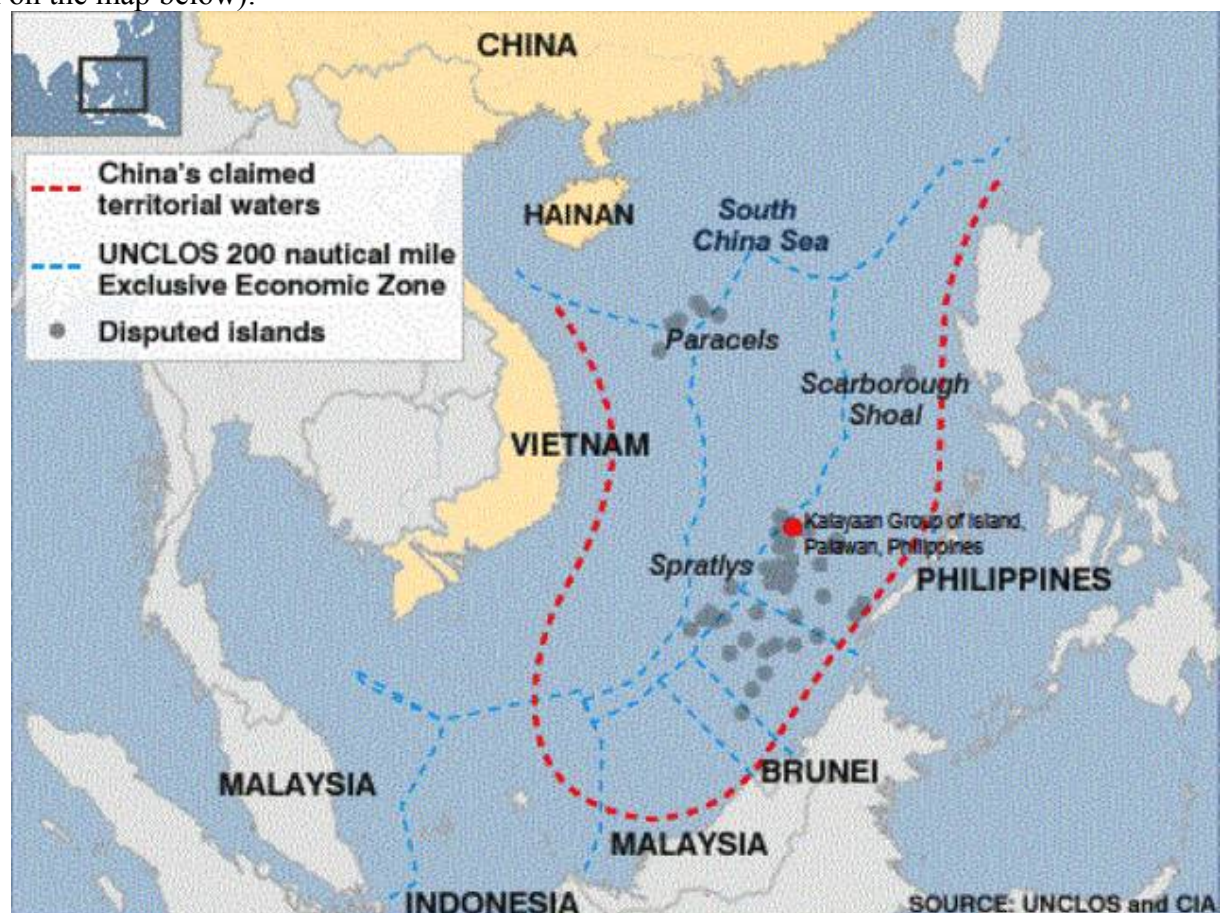 on the map below).
CHINA
China's claimed
territorial waters
UNCLOS 200 nautical mile
Exclusive Economic Zone
Disputed islands
HAINAN
South
China Sea
Paracels
Scarborough
Shoal
VIETNAM
Kalayaan Group of Island,
Palawan, Philippines
Spratlys
PHILIPPINES
MALAYSIA
BRUNEI
MALAYSIA
INDONESIA
SOURCE: UNCLOS and CIA